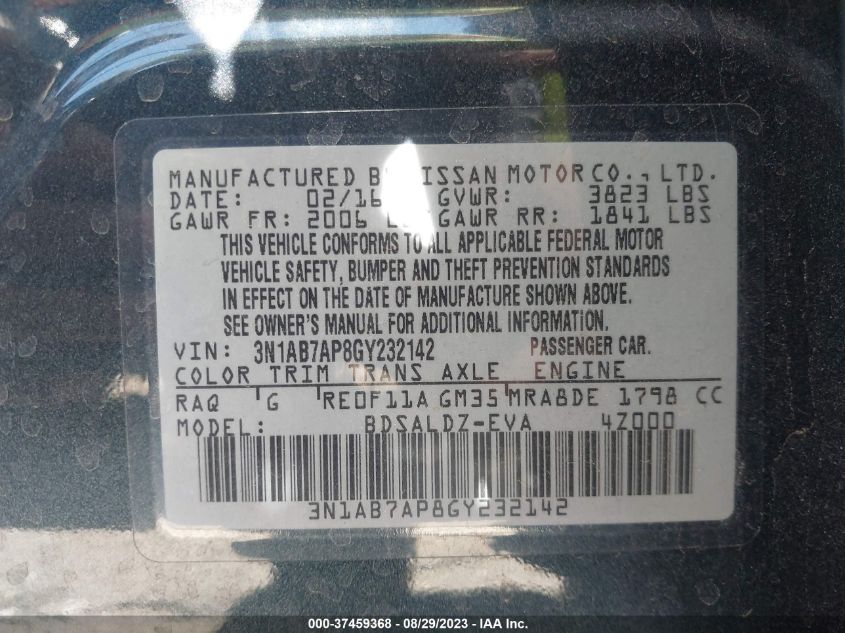 MANUFACTURED BY NISSAN MOTOR CO., LTD.
DATE: 02/16 GVWR: 3823 LBS
GAWR FR: 2006 GAWR RR: 1841 LBS
THIS VEHICLE CONFORMS TO ALL APPLICABLE FEDERAL MOTOR
VEHICLE SAFETY, BUMPER AND THEFT PREVENTION STANDARDS
IN EFFECT ON THE DATE OF MANUFACTURE SHOWN ABOVE.
SEE OWNER'S MANUAL FOR ADDITIONAL INFORMATION.
VIN: 3N1AB7AP8GY232142 PASSENGER CAR.
COLOR TRIM TRANS AXLE ENGINE
RAQ G RE0F11A GM35 MRA8DE 1798 CC
MODEL: BDSALDZ-EVA 4Z000
3N1AB7AP8GY232142
000-37459368 - 08/29/2023 - IAA Inc.